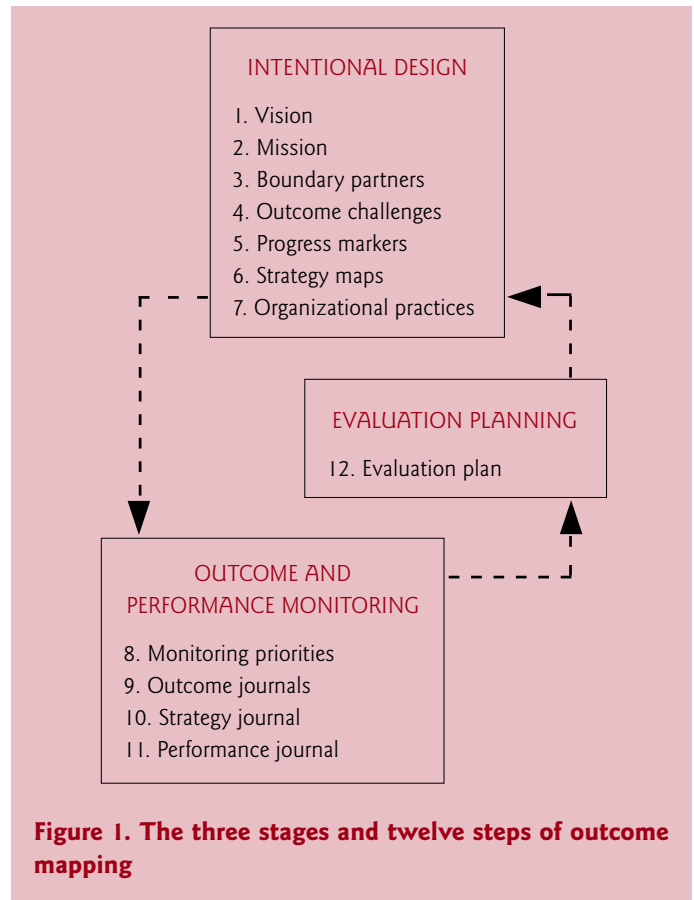 INTENTIONAL DESIGN
1. Vision
2. Mission
3. Boundary partners
4. Outcome challenges
5. Progress markers
6. Strategy maps
7. Organizational practices
EVALUATION PLANNING
12. Evaluation plan
OUTCOME AND
PERFORMANCE MONITORING
8. Monitoring priorities
9. Outcome journals
10. Strategy journal
11. Performance journal
Figure 1. The three stages and twelve steps of outcome
mapping